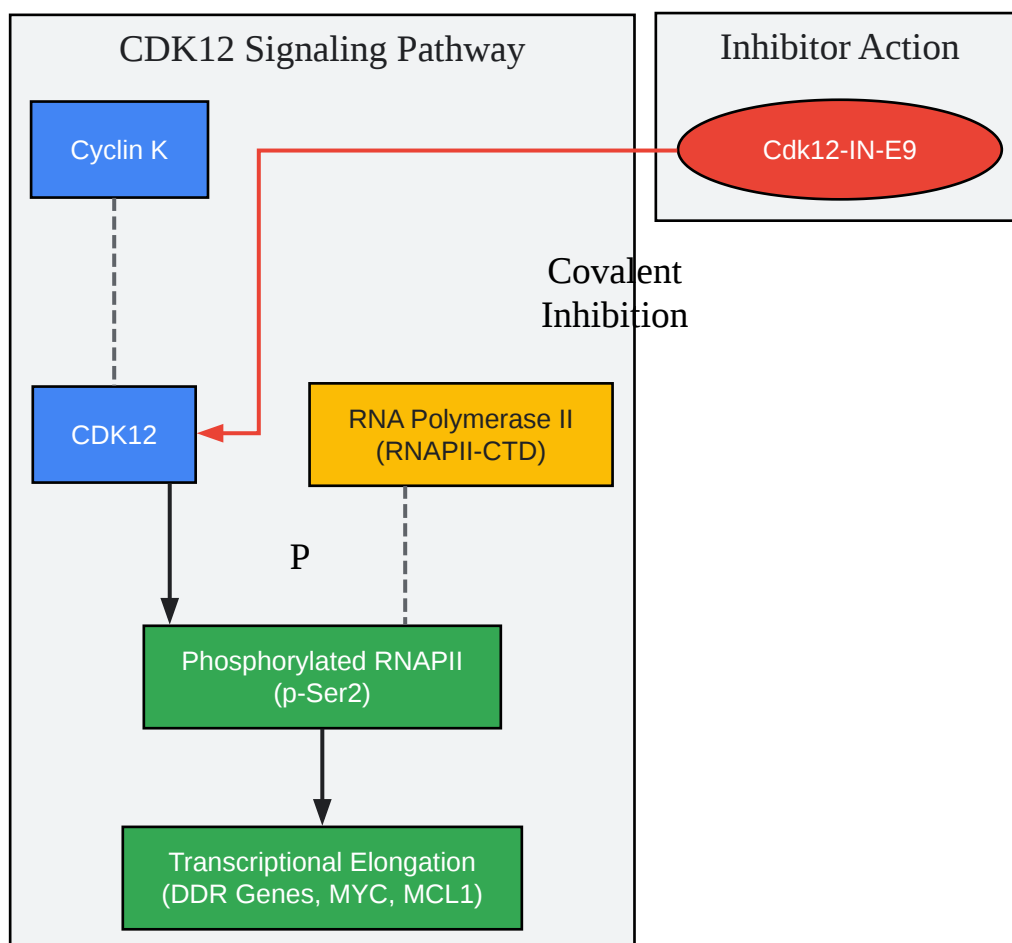 CDK12 Signaling Pathway
Inhibitor Action
Cyclin K
Cdk12-IN-E9
Covalent
Inhibition
CDK12
RNA Polymerase II
(RNAPII-CTD)
P
Phosphorylated RNAPII
(p-Ser2)
Transcriptional Elongation
(DDR Genes, MYC, MCL1)